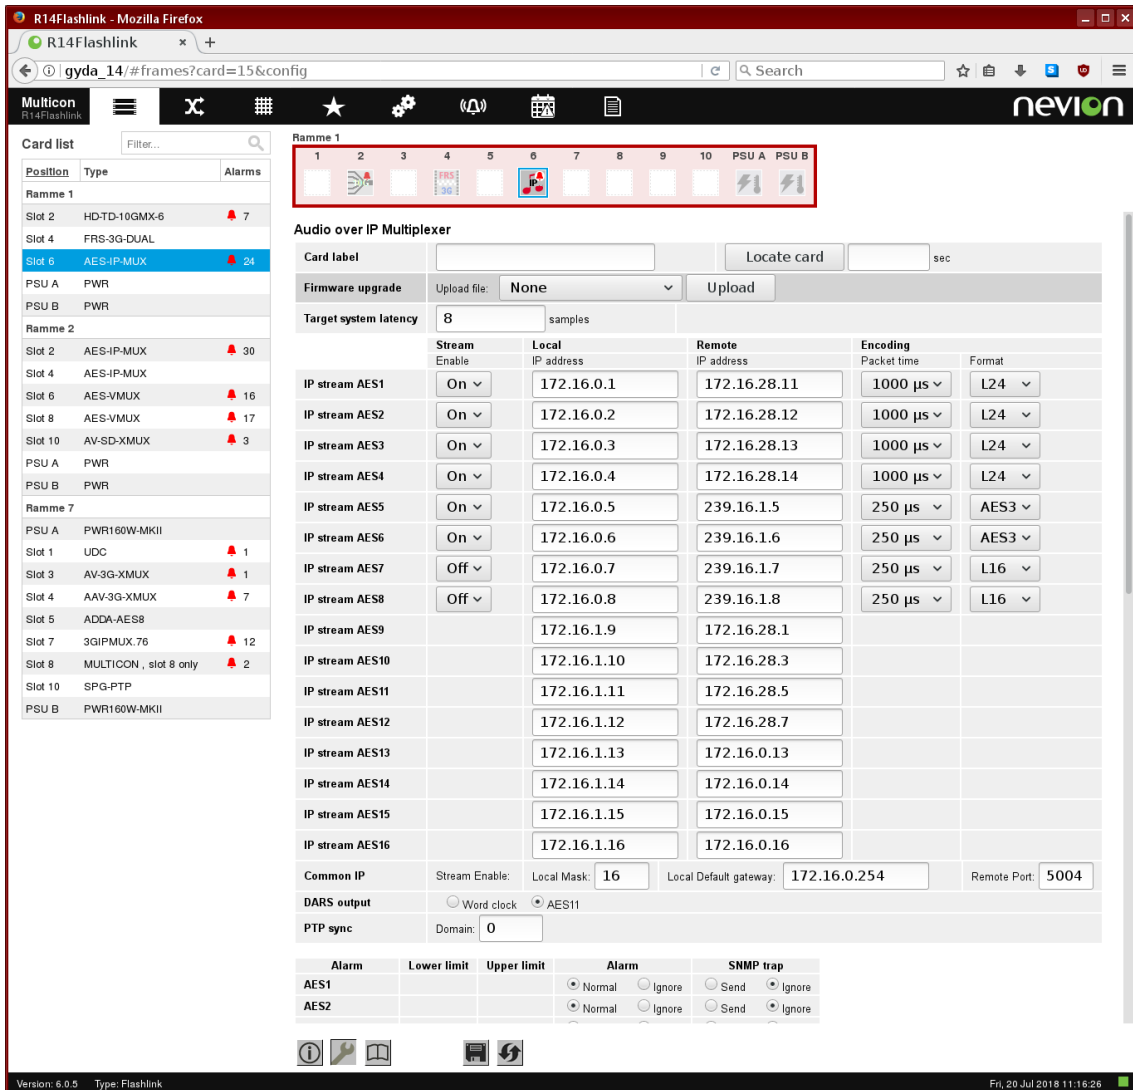 R14Flashlink - Mozilla Firefox
R14Flashlink × +
gyda_14/#frames?card=15&config Search
Multicon
R14Flashlink
nevion
Card list Filter...
Position Type Alarms
Ramme 1
Slot 2 HD-TD-10GMX-6 7
Slot 4 FRS-3G-DUAL
Slot 6 AES-IP-MUX 24
PSU A PWR
PSU B PWR
Ramme 2
Slot 2 AES-IP-MUX 30
Slot 4 AES-IP-MUX
Slot 6 AES-VMUX 16
Slot 8 AES-VMUX 17
Slot 10 AV-SD-XMUX 3
PSU A PWR
PSU B PWR
Ramme 7
PSU A PWR160W-MKII
Slot 1 UDC 1
Slot 3 AV-3G-XMUX 1
Slot 4 AAV-3G-XMUX 7
Slot 5 ADDA-AES8
Slot 7 3GIPMUX.76 12
Slot 8 MULTICON , slot 8 only 2
Slot 10 SPG-PTP
PSU B PWR160W-MKII
Ramme 1
1 2 3 4 5 6 7 8 9 10 PSU A PSU B
FRS
3G
IP
Audio over IP Multiplexer
Card label Locate card sec
Firmware upgrade Upload file: None Upload
Target system latency 8 samples
Stream Local Remote Encoding
Enable IP address IP address Packet time Format
IP stream AES1 On 172.16.0.1 172.16.28.11 1000 µs L24
IP stream AES2 On 172.16.0.2 172.16.28.12 1000 µs L24
IP stream AES3 On 172.16.0.3 172.16.28.13 1000 µs L24
IP stream AES4 On 172.16.0.4 172.16.28.14 1000 µs L24
IP stream AES5 On 172.16.0.5 239.16.1.5 250 µs AES3
IP stream AES6 On 172.16.0.6 239.16.1.6 250 µs AES3
IP stream AES7 Off 172.16.0.7 239.16.1.7 250 µs L16
IP stream AES8 Off 172.16.0.8 239.16.1.8 250 µs L16
IP stream AES9 172.16.1.9 172.16.28.1
IP stream AES10 172.16.1.10 172.16.28.3
IP stream AES11 172.16.1.11 172.16.28.5
IP stream AES12 172.16.1.12 172.16.28.7
IP stream AES13 172.16.1.13 172.16.0.13
IP stream AES14 172.16.1.14 172.16.0.14
IP stream AES15 172.16.1.15 172.16.0.15
IP stream AES16 172.16.1.16 172.16.0.16
Common IP Stream Enable: Local Mask: 16 Local Default gateway: 172.16.0.254 Remote Port: 5004
DARS output Word clock AES11
PTP sync Domain: 0
Alarm Lower limit Upper limit Alarm SNMP trap
AES1 Normal Ignore Send Ignore
AES2 Normal Ignore Send Ignore
Version: 6.0.5 Type: Flashlink Fri, 20 Jul 2018 11:16:26